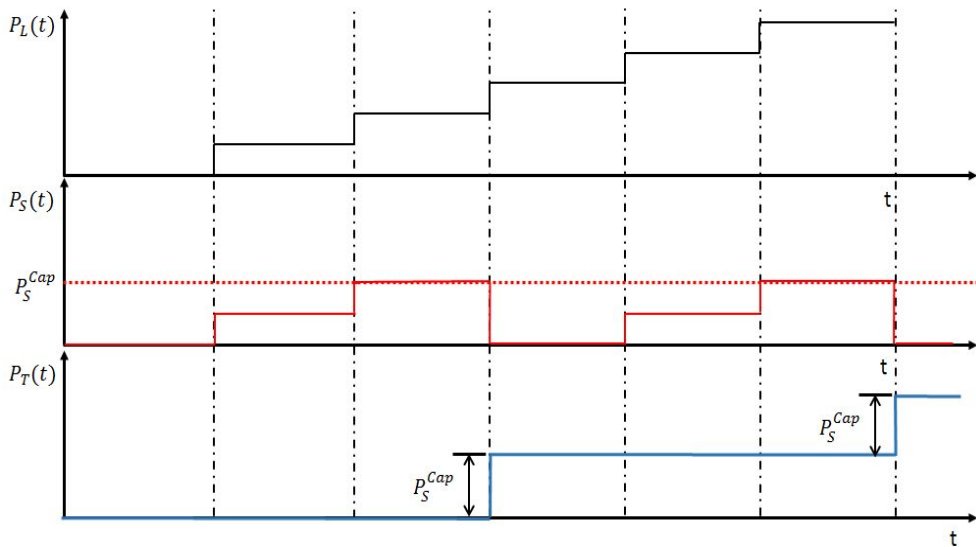 P_L(t)
t
P_S(t)
P_S^Cap
t
P_T(t)
P_S^Cap
P_S^Cap
t